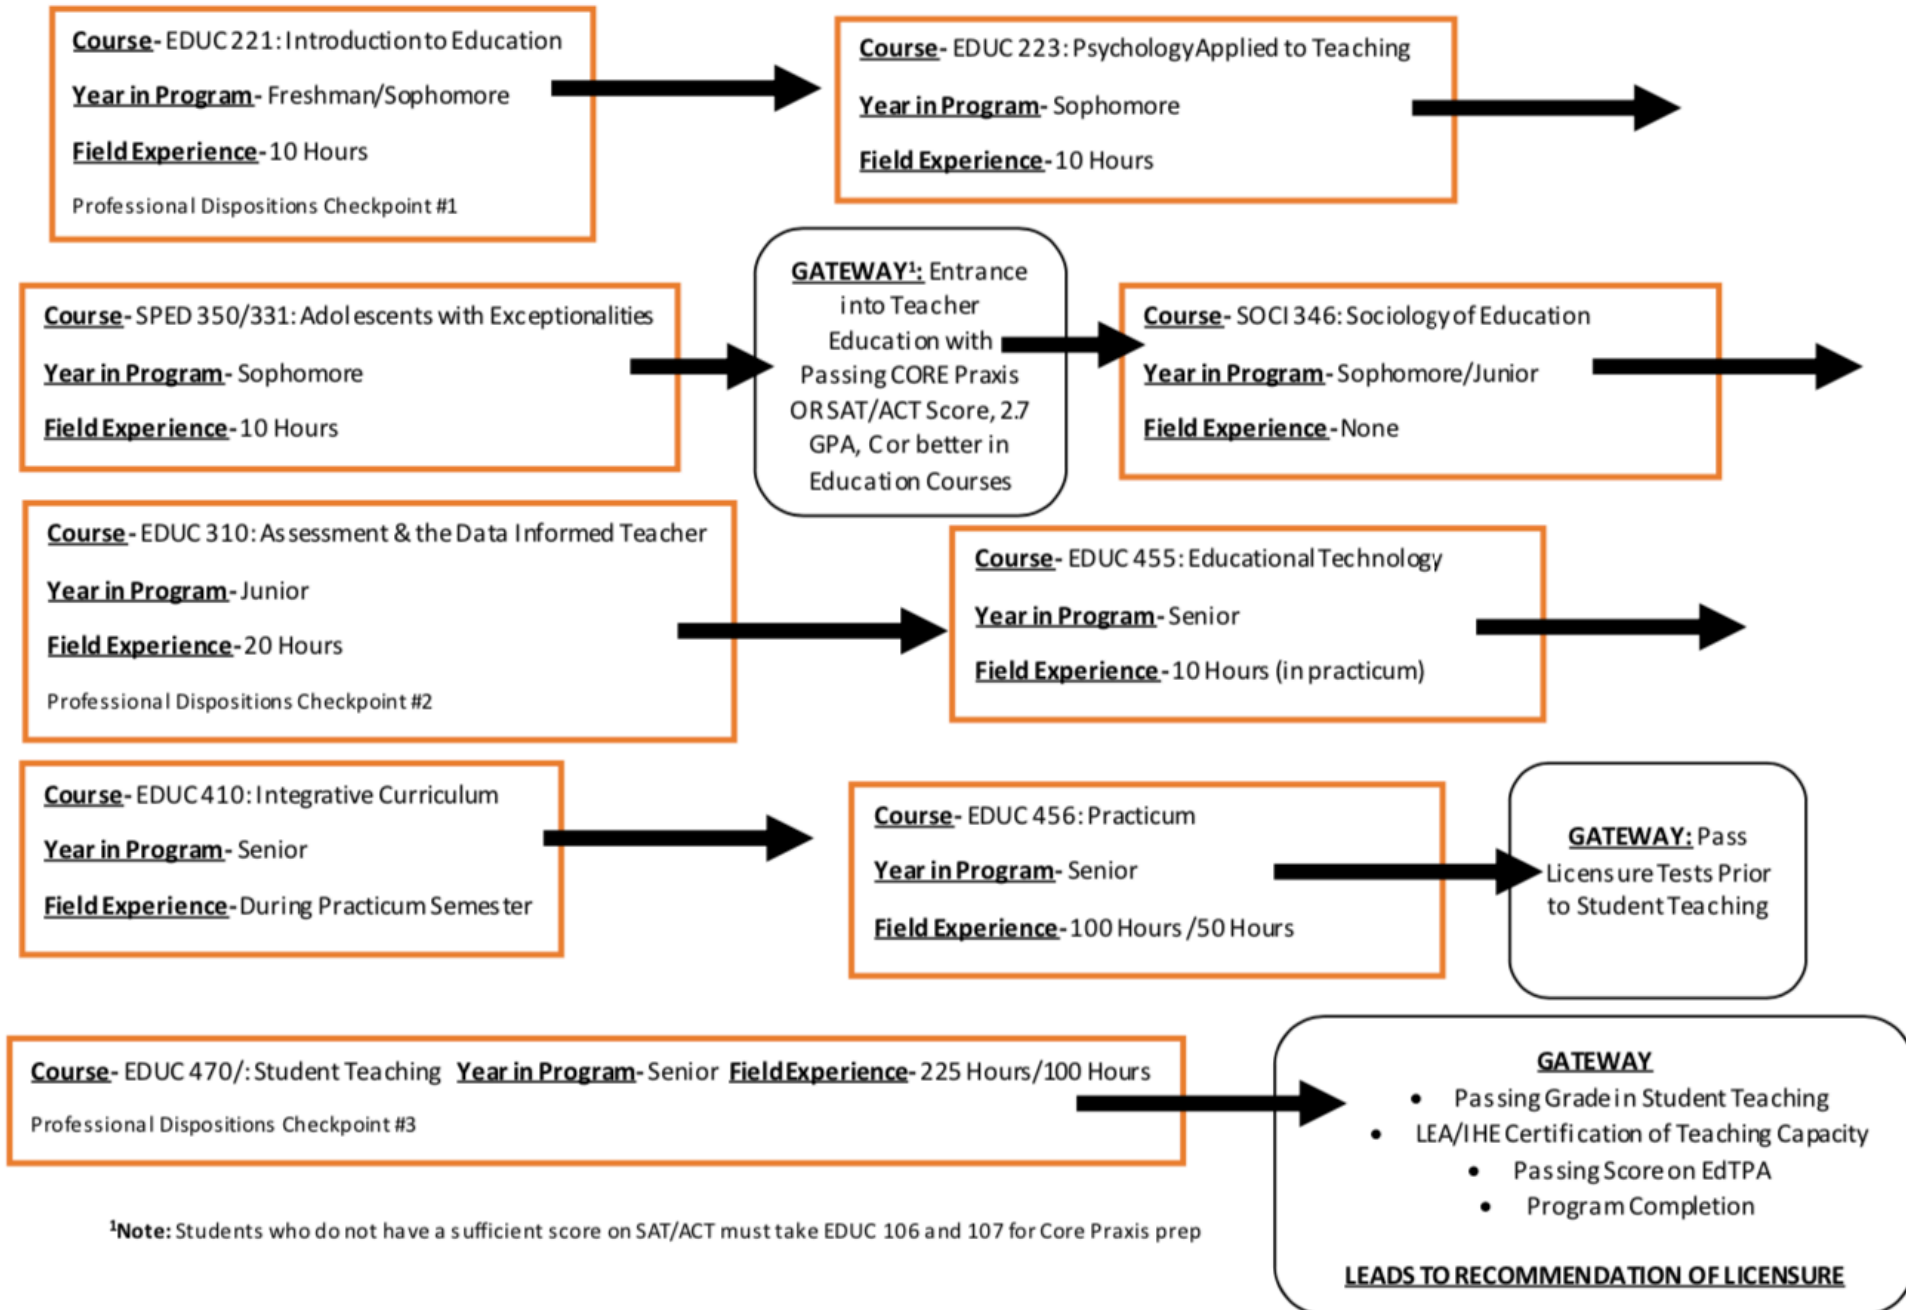 Course- EDUC 221: Introduction to Education
Year in Program- Freshman/Sophomore
Field Experience- 10 Hours
Professional Dispositions Checkpoint #1
Course- EDUC 223: Psychology Applied to Teaching
Year in Program- Sophomore
Field Experience- 10 Hours
Course- SPED 350/331: Adolescents with Exceptionalities
Year in Program- Sophomore
Field Experience- 10 Hours
GATEWAY¹: Entrance
into Teacher
Education with
Passing CORE Praxis
OR SAT/ACT Score, 2.7
GPA, C or better in
Education Courses
Course- SOCI 346: Sociology of Education
Year in Program- Sophomore/Junior
Field Experience- None
Course- EDUC 310: Assessment & the Data Informed Teacher
Year in Program- Junior
Field Experience- 20 Hours
Professional Dispositions Checkpoint #2
Course- EDUC 455: Educational Technology
Year in Program- Senior
Field Experience- 10 Hours (in practicum)
Course- EDUC 410: Integrative Curriculum
Year in Program- Senior
Field Experience- During Practicum Semester
Course- EDUC 456: Practicum
Year in Program- Senior
Field Experience- 100 Hours /50 Hours
GATEWAY: Pass
Licensure Tests Prior
to Student Teaching
Course- EDUC 470/: Student Teaching Year in Program- Senior Field Experience- 225 Hours/100 Hours
Professional Dispositions Checkpoint #3
GATEWAY
• Passing Grade in Student Teaching
• LEA/IHE Certification of Teaching Capacity
• Passing Score on EdTPA
• Program Completion
LEADS TO RECOMMENDATION OF LICENSURE
¹Note: Students who do not have a sufficient score on SAT/ACT must take EDUC 106 and 107 for Core Praxis prep